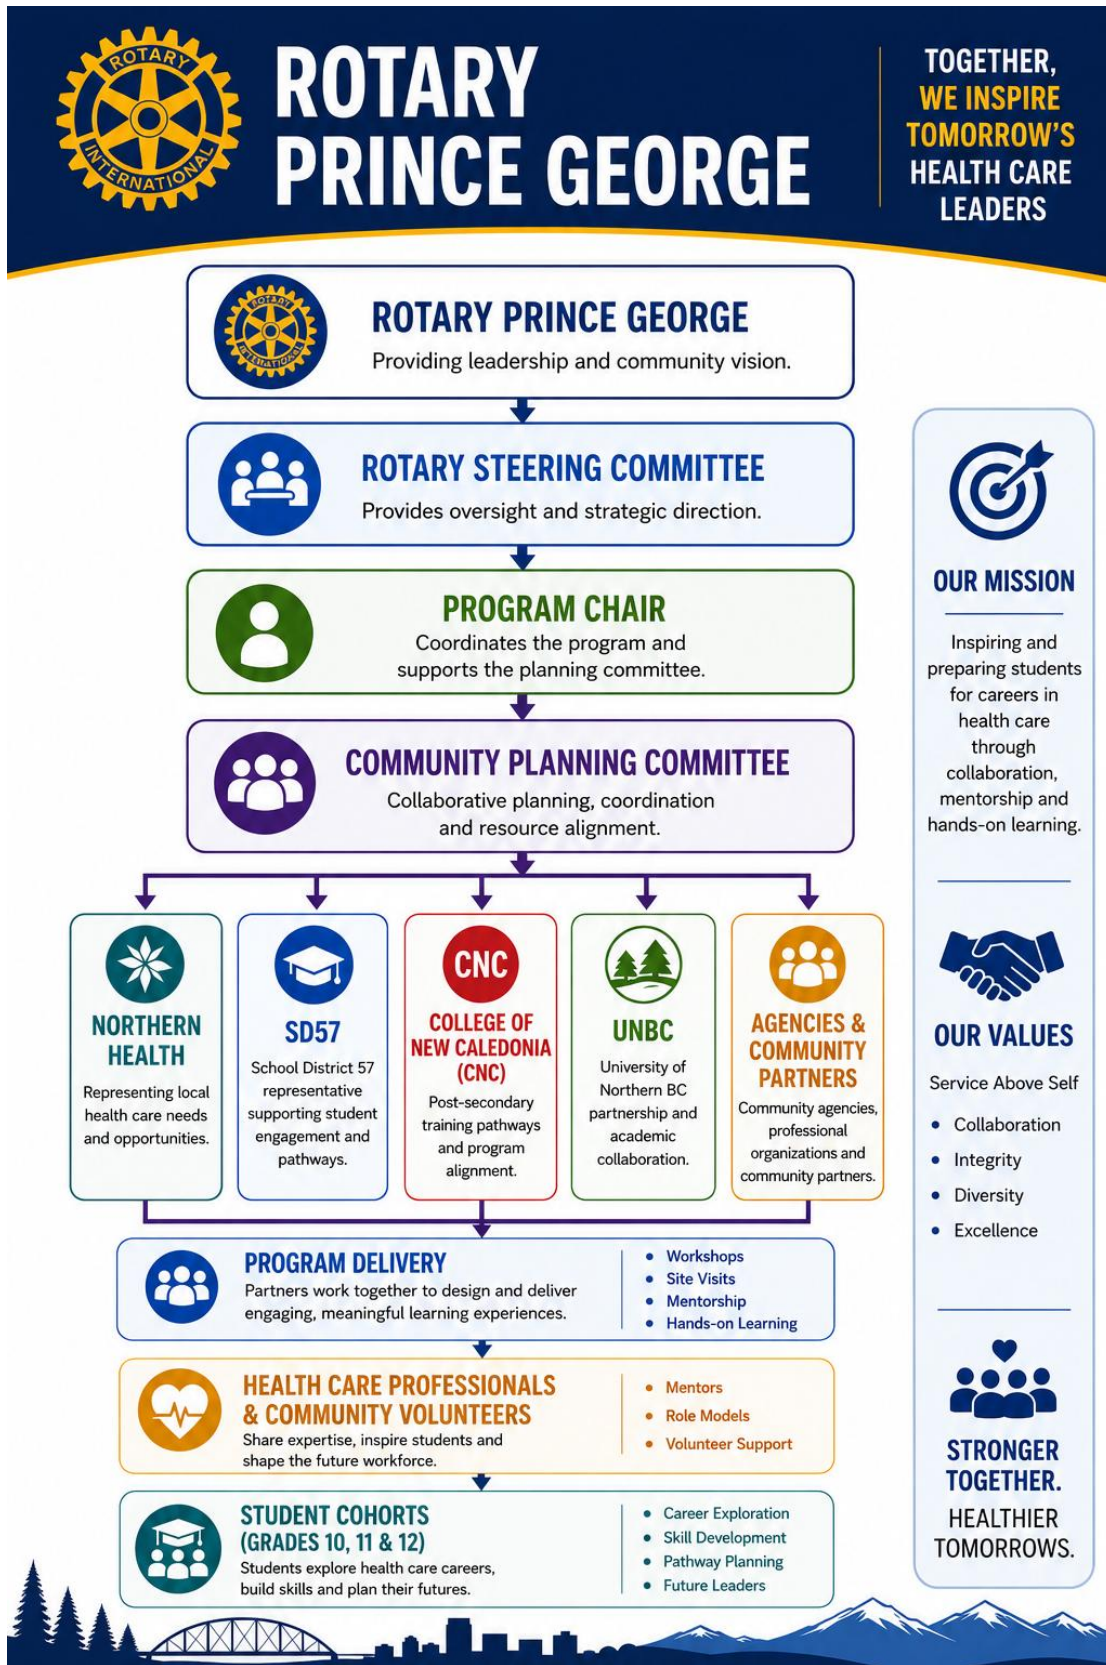 ROTARY
INTERNATIONAL
ROTARY
PRINCE GEORGE
TOGETHER,
WE INSPIRE
TOMORROW'S
HEALTH CARE
LEADERS
ROTARY
INTERNATIONAL
ROTARY PRINCE GEORGE
Providing leadership and community vision.
ROTARY STEERING COMMITTEE
Provides oversight and strategic direction.
PROGRAM CHAIR
Coordinates the program and
supports the planning committee.
COMMUNITY PLANNING COMMITTEE
Collaborative planning, coordination
and resource alignment.
NORTHERN
HEALTH
Representing local
health care needs
and opportunities.
SD57
School District 57
representative
supporting student
engagement and
pathways.
CNC
COLLEGE OF
NEW CALEDONIA
(CNC)
Post-secondary
training pathways
and program
alignment.
UNBC
University of
Northern BC
partnership and
academic
collaboration.
AGENCIES &
COMMUNITY
PARTNERS
Community agencies,
professional
organizations and
community partners.
PROGRAM DELIVERY
Partners work together to design and deliver
engaging, meaningful learning experiences.
• Workshops
• Site Visits
• Mentorship
• Hands-on Learning
HEALTH CARE PROFESSIONALS
& COMMUNITY VOLUNTEERS
Share expertise, inspire students and
shape the future workforce.
• Mentors
• Role Models
• Volunteer Support
STUDENT COHORTS
(GRADES 10, 11 & 12)
Students explore health care careers,
build skills and plan their futures.
• Career Exploration
• Skill Development
• Pathway Planning
• Future Leaders
OUR MISSION
Inspiring and
preparing students
for careers in
health care
through
collaboration,
mentorship and
hands-on learning.
OUR VALUES
Service Above Self
• Collaboration
• Integrity
• Diversity
• Excellence
STRONGER
TOGETHER.
HEALTHIER
TOMORROWS.